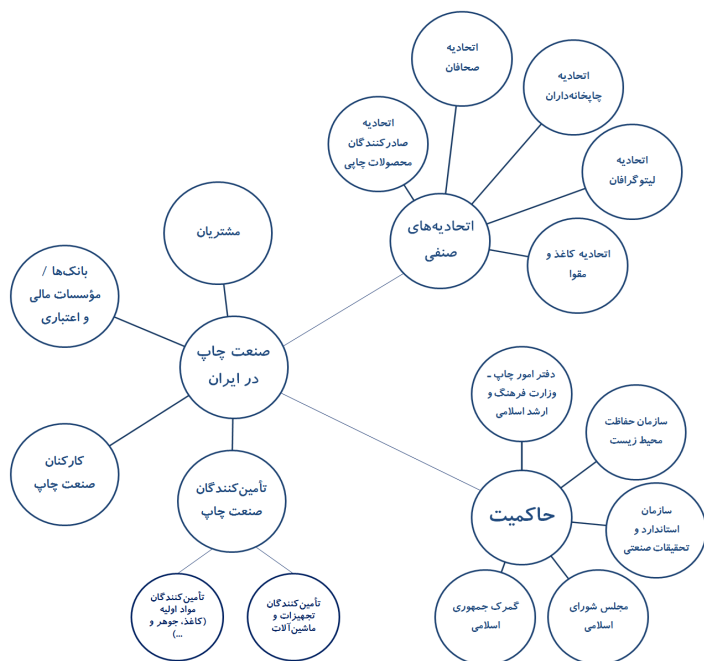 اتحادیه
صحافان
اتحادیه
چاپخانه‌داران
اتحادیه
صادرکنندگان
محصولات چاپی
اتحادیه
لیتوگرافان
اتحادیه‌های
صنفی
اتحادیه کاغذ و
مقوا
مشتریان
بانک‌ها /
مؤسسات مالی
و اعتباری
صنعت چاپ
در ایران
کارکنان
صنعت چاپ
تأمین‌کنندگان
صنعت چاپ
تأمین‌کنندگان
مواد اولیه
(کاغذ، جوهر و
...)
تأمین‌کنندگان
تجهیزات و
ماشین‌آلات
دفتر امور چاپ ـ
وزارت فرهنگ و
ارشد اسلامی
سازمان حفاظت
محیط زیست
حاکمیت
سازمان
استاندارد و
تحقیقات صنعتی
گمرک جمهوری
اسلامی
مجلس شورای
اسلامی